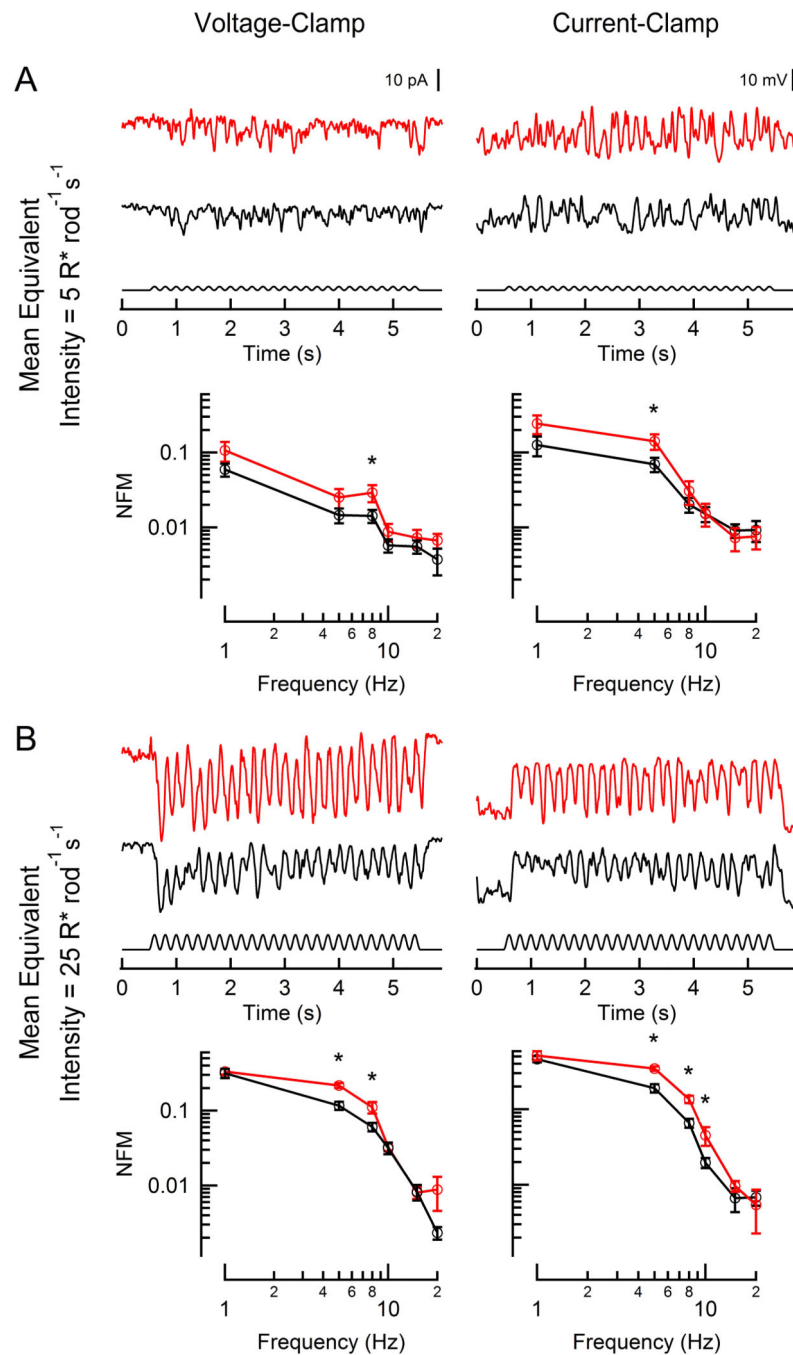 Voltage-Clamp Current-Clamp
A
10 pA 10 mV
Mean Equivalent
Intensity = 5 R* rod-1 s-1
0 1 2 3 4 5 0 1 2 3 4 5
Time (s) Time (s)
* *
NFM
0.1
0.01
2 4 6 8 2 2 4 6 8 2
1 10 1 10
Frequency (Hz) Frequency (Hz)
B
Mean Equivalent
Intensity = 25 R* rod-1 s-1
0 1 2 3 4 5 0 1 2 3 4 5
Time (s) Time (s)
* * * * *
NFM
0.1
0.01
2 4 6 8 2 2 4 6 8 2
1 10 1 10
Frequency (Hz) Frequency (Hz)